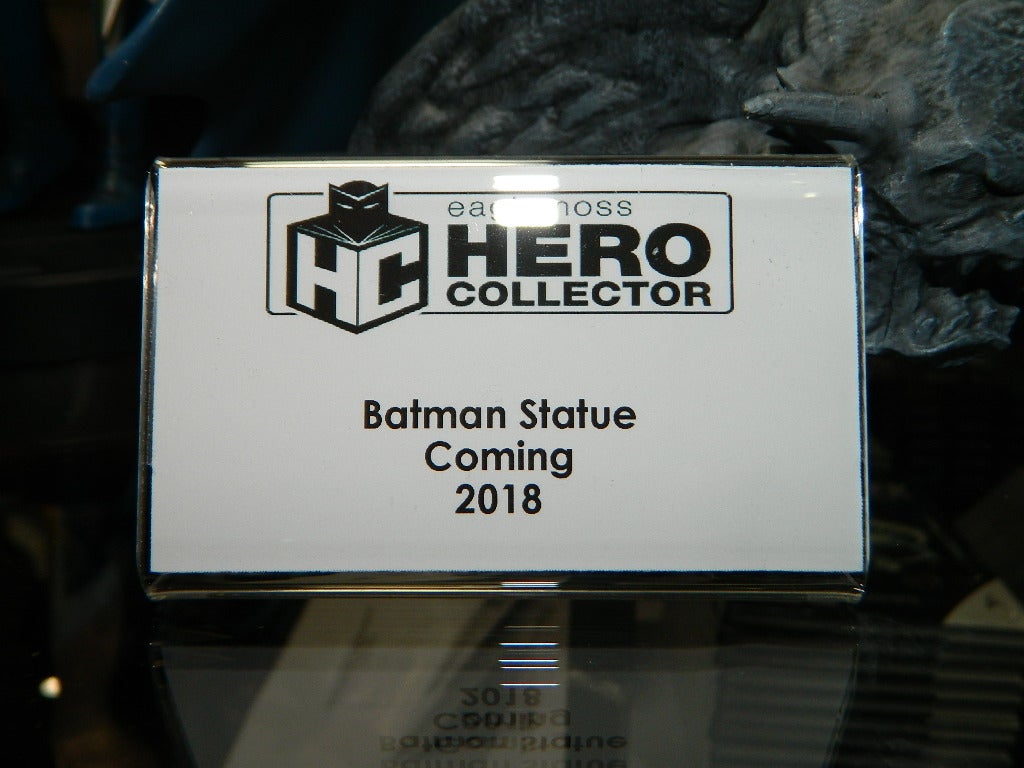 HC
HERO
COLLECTOR
Batman Statue
Coming
2018